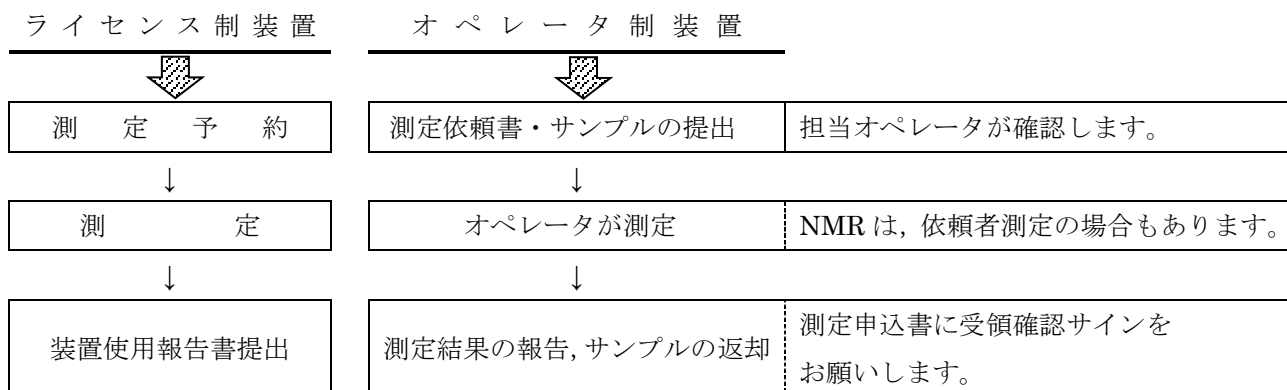 ライセンス制装置 オペレータ制装置
測定予約 測定依頼書・サンプルの提出 担当オペレータが確認します。
↓ ↓
測定 オペレータが測定 NMR は, 依頼者測定の場合もあります。
↓ ↓
装置使用報告書提出 測定結果の報告, サンプルの返却 測定申込書に受領確認サインを
お願いします。